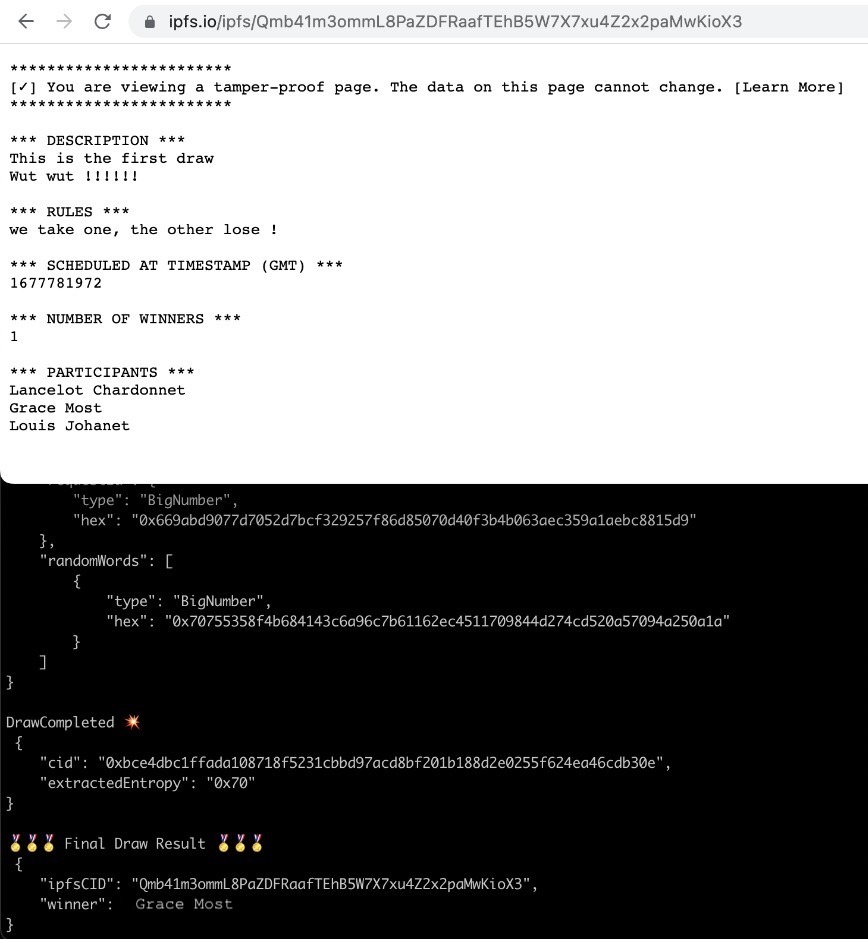 ipfs.io/ipfs/Qmb41m3ommL8PaZDFRaafTEhB5W7X7xu4Z2x2paMwKioX3
************************
[✓] You are viewing a tamper-proof page. The data on this page cannot change. [Learn More]
************************
*** DESCRIPTION ***
This is the first draw
Wut wut !!!!!!
*** RULES ***
we take one, the other lose !
*** SCHEDULED AT TIMESTAMP (GMT) ***
1677781972
*** NUMBER OF WINNERS ***
1
*** PARTICIPANTS ***
Lancelot Chardonnet
Grace Most
Louis Johanet
"type": "BigNumber",
"hex": "0x669abd9077d7052d7bcf329257f86d85070d40f3b4b063aec359a1aebc8815d9"
},
"randomWords": [
{
"type": "BigNumber",
"hex": "0x70755358f4b684143c6a96c7b61162ec4511709844d274cd520a57094a250a1a"
}
]
}
DrawCompleted 💥
{
"cid": "0xbce4dbc1ffada108718f5231cbbd97acd8bf201b188d2e0255f624ea46cdb30e",
"extractedEntropy": "0x70"
}
🏅🏅🏅 Final Draw Result 🏅🏅🏅
{
"ipfsCID": "Qmb41m3ommL8PaZDFRaafTEhB5W7X7xu4Z2x2paMwKioX3",
"winner": Grace Most
}